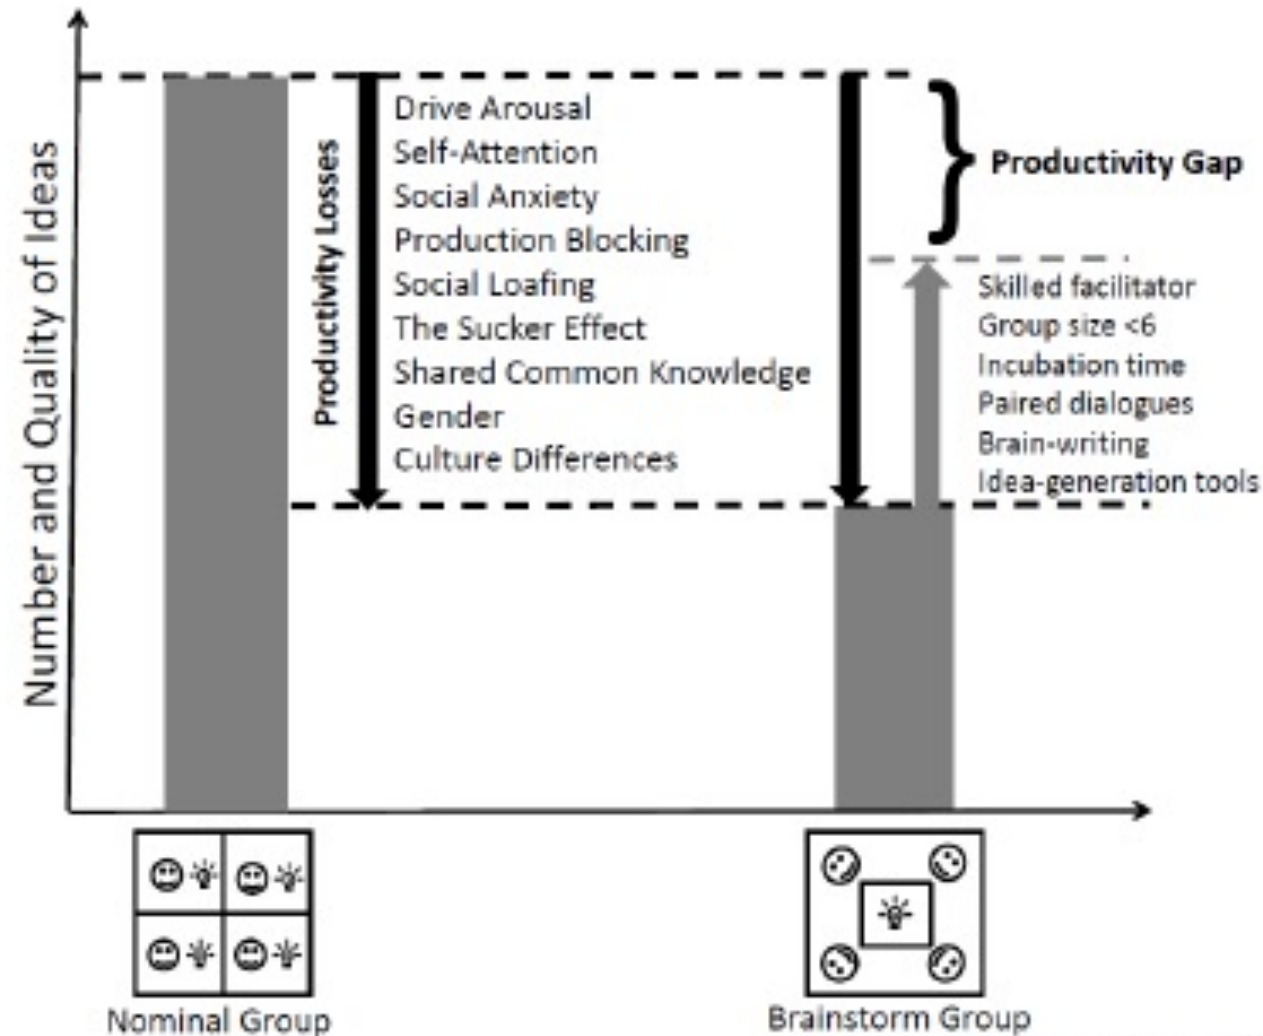 Number and Quality of Ideas
Productivity Losses
Drive Arousal
Self-Attention
Social Anxiety
Production Blocking
Social Loafing
The Sucker Effect
Shared Common Knowledge
Gender
Culture Differences
Productivity Gap
Skilled facilitator
Group size <6
Incubation time
Paired dialogues
Brain-writing
Idea-generation tools
Nominal Group
Brainstorm Group